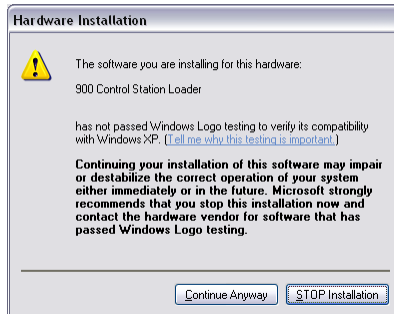 Hardware Installation
The software you are installing for this hardware:
900 Control Station Loader
has not passed Windows Logo testing to verify its compatibility
with Windows XP. (Tell me why this testing is important.)
Continuing your installation of this software may impair
or destabilize the correct operation of your system
either immediately or in the future. Microsoft strongly
recommends that you stop this installation now and
contact the hardware vendor for software that has
passed Windows Logo testing.
Continue Anyway
STOP Installation